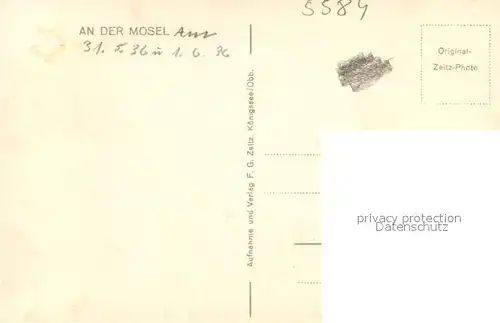 5584
AN DER MOSEL am
31. 5. 36 u 1. 6. 36
Original-
Zeitz-Photo
Aufnahme und Verlag F. G. Zeitz, Königssee/Obb.
privacy protection
Datenschutz